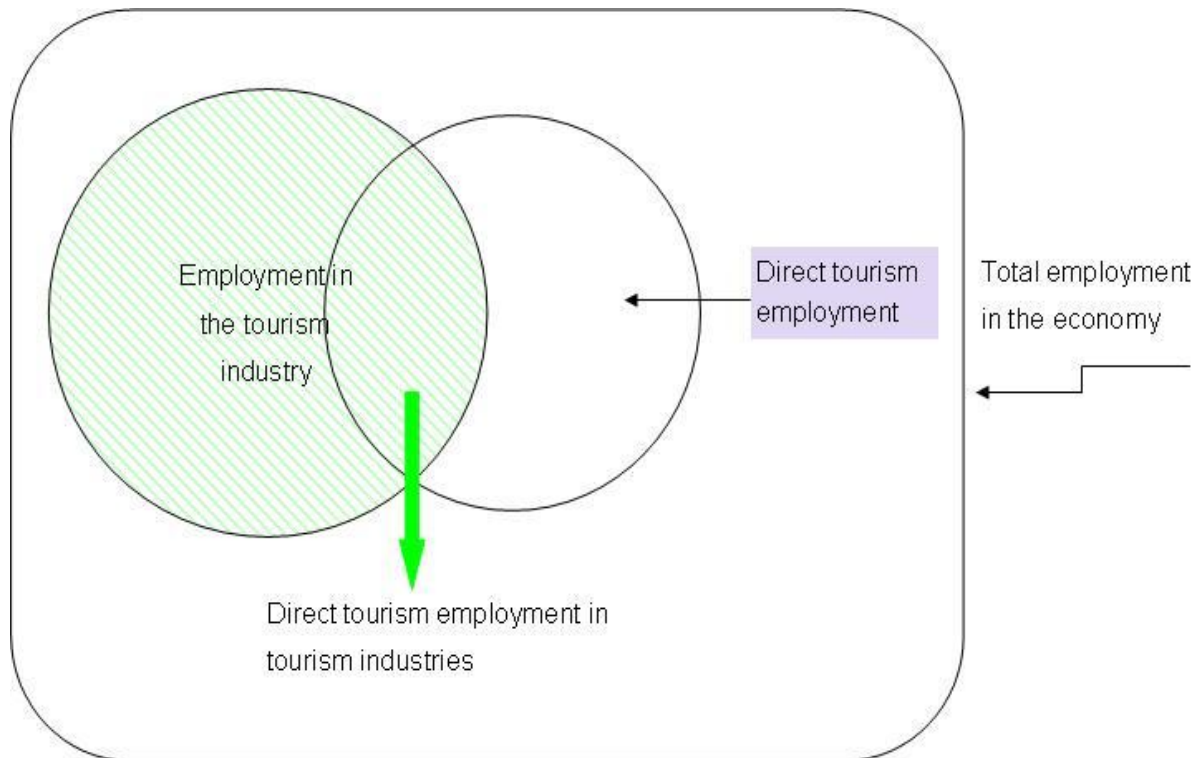 Employment in
the tourism
industry
Direct tourism
employment
Total employment
in the economy
Direct tourism employment in
tourism industries